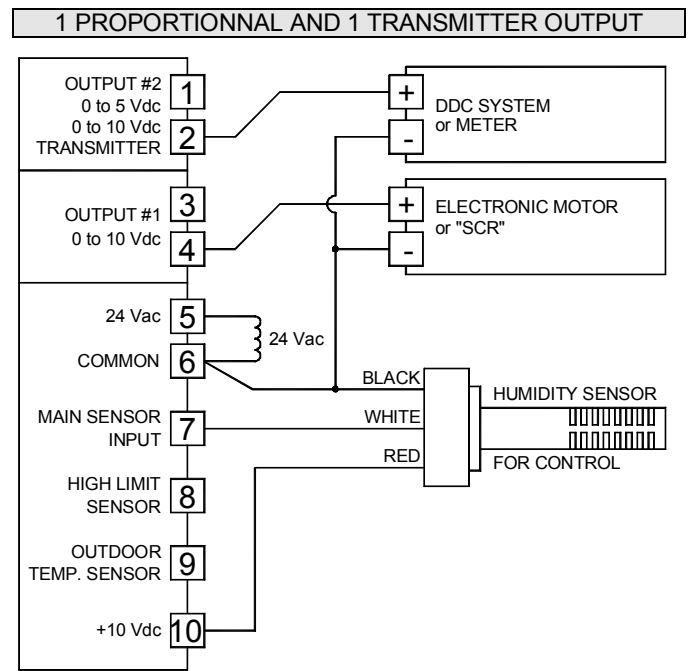 1 PROPORTIONNAL AND 1 TRANSMITTER OUTPUT
OUTPUT #2
0 to 5 Vdc
0 to 10 Vdc
TRANSMITTER
1
2
+
-
DDC SYSTEM
or METER
OUTPUT #1
0 to 10 Vdc
3
4
+
-
ELECTRONIC MOTOR
or "SCR"
24 Vac
5
24 Vac
COMMON
6
BLACK
HUMIDITY SENSOR
MAIN SENSOR
INPUT
7
WHITE
RED
FOR CONTROL
HIGH LIMIT
SENSOR
8
OUTDOOR
TEMP. SENSOR
9
+10 Vdc
10